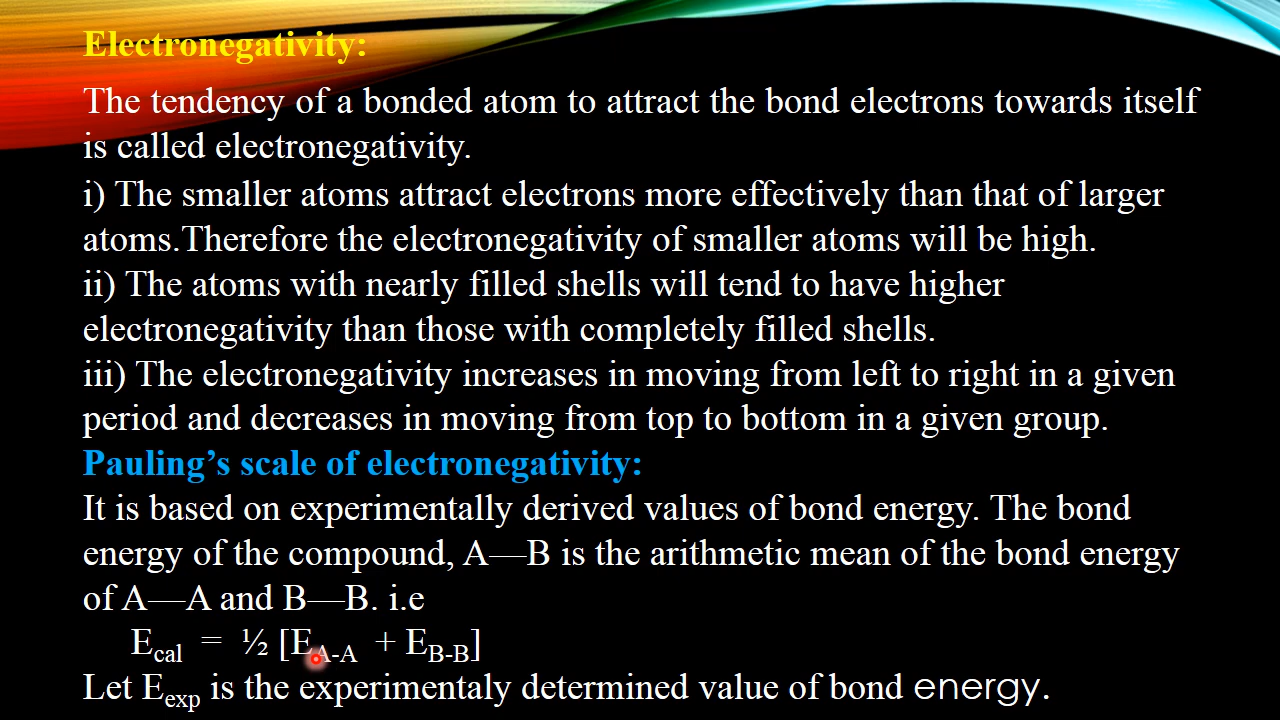 Electronegativity:
The tendency of a bonded atom to attract the bond electrons towards itself
is called electronegativity.
i) The smaller atoms attract electrons more effectively than that of larger
atoms.Therefore the electronegativity of smaller atoms will be high.
ii) The atoms with nearly filled shells will tend to have higher
electronegativity than those with completely filled shells.
iii) The electronegativity increases in moving from left to right in a given
period and decreases in moving from top to bottom in a given group.
Pauling’s scale of electronegativity:
It is based on experimentally derived values of bond energy. The bond
energy of the compound, A—B is the arithmetic mean of the bond energy
of A—A and B—B. i.e
E_cal = ½ [E_A-A + E_B-B]
Let E_exp is the experimentaly determined value of bond energy.